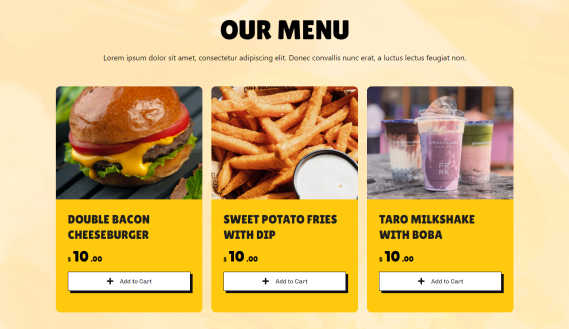 OUR MENU
Lorem ipsum dolor sit amet, consectetur adipiscing elit. Donec convallis nunc erat, a luctus lectus feugiat non.
DOUBLE BACON
CHEESEBURGER
$ 10 .00
+ Add to Cart
SWEET POTATO FRIES
WITH DIP
$ 10 .00
+ Add to Cart
TARO MILKSHAKE
WITH BOBA
$ 10 .00
+ Add to Cart